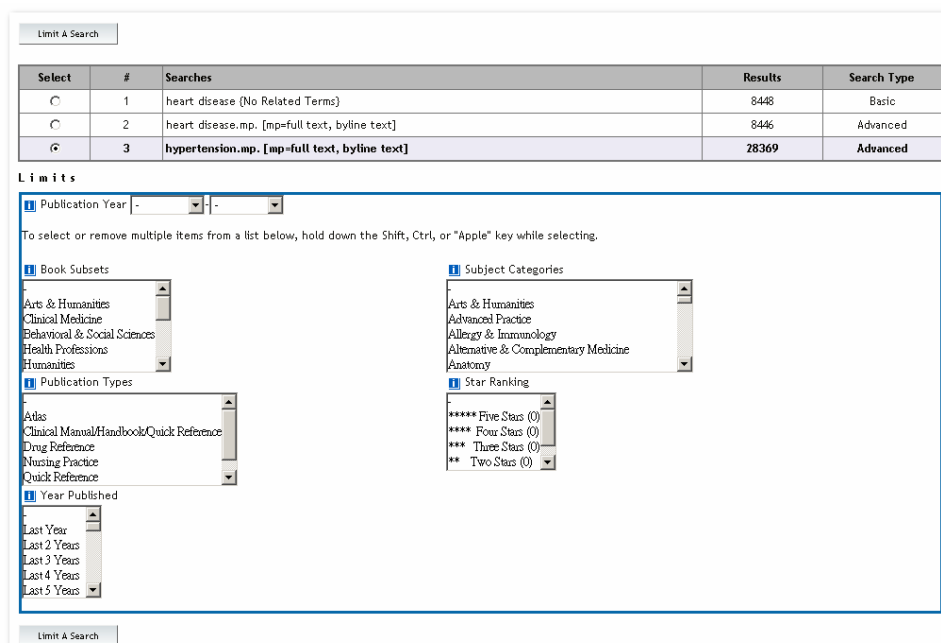 Limit A Search
Select # Searches Results Search Type
1 heart disease {No Related Terms} 8448 Basic
2 heart disease.mp. [mp=full text, byline text] 8446 Advanced
3 hypertension.mp. [mp=full text, byline text] 28369 Advanced
Limits
Publication Year - - -
To select or remove multiple items from a list below, hold down the Shift, Ctrl, or "Apple" key while selecting.
Book Subsets
-
Arts & Humanities
Clinical Medicine
Behavioral & Social Sciences
Health Professions
Humanities
Subject Categories
-
Arts & Humanities
Advanced Practice
Allergy & Immunology
Alternative & Complementary Medicine
Anatomy
Publication Types
-
Atlas
Clinical Manual/Handbook/Quick Reference
Drug Reference
Nursing Practice
Quick Reference
Star Ranking
-
***** Five Stars (0)
**** Four Stars (0)
*** Three Stars (0)
** Two Stars (0)
Year Published
-
Last Year
Last 2 Years
Last 3 Years
Last 4 Years
Last 5 Years
Limit A Search